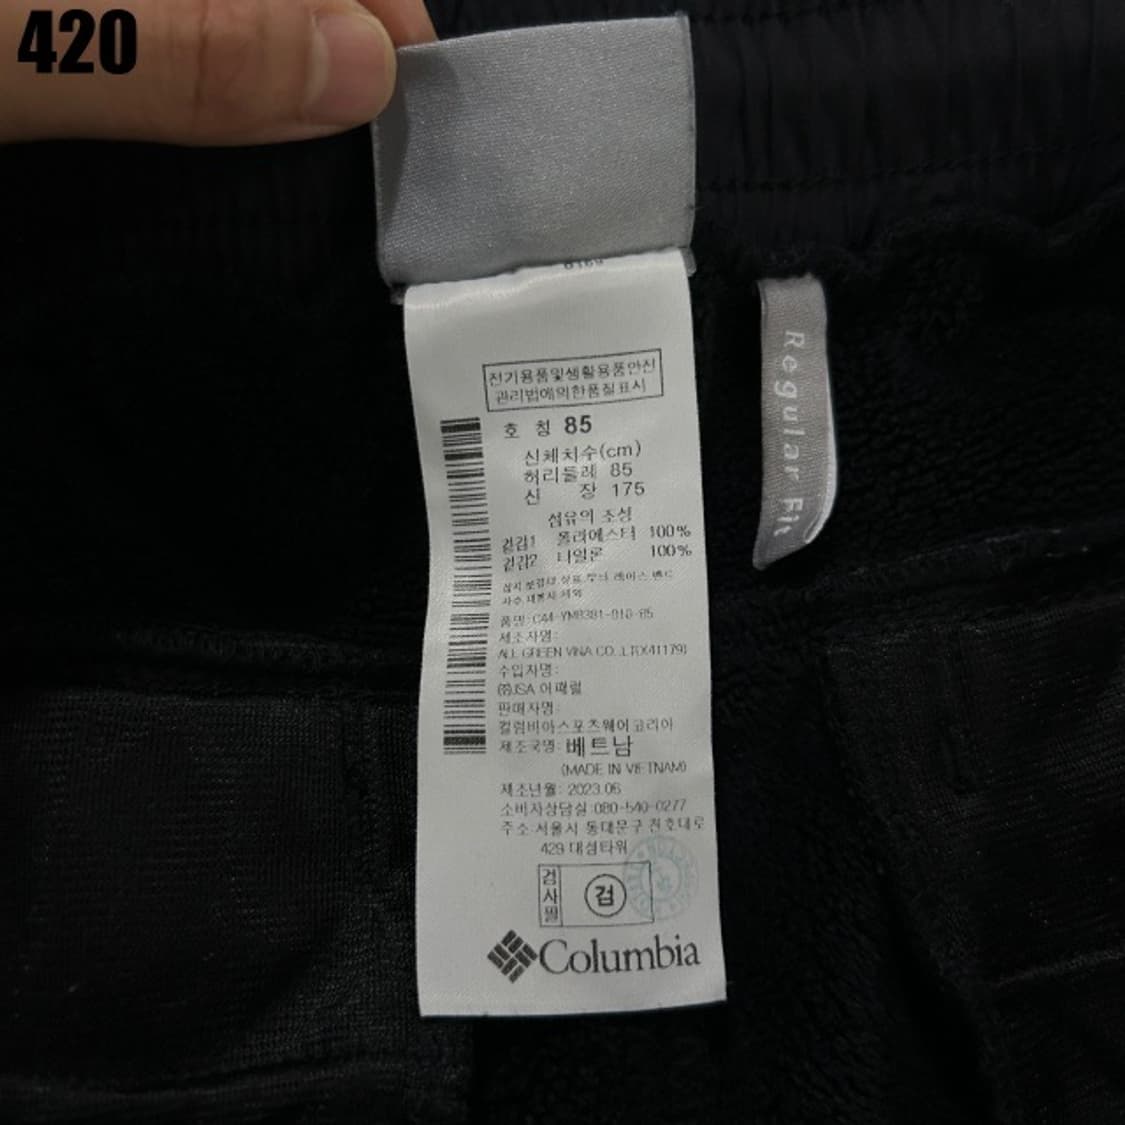 420
전기용품및생활용품안전
관리법에의한품질표시
호 칭 85
신체치수(cm)
허리둘레 85
신 장 175
섬유의 조성
겉감1 폴리에스터 100%
겉감2 나일론 100%
품명:C44-YMB381-010-85
제조자명:
ALL GREEN VINA CO.,LTD(41179)
수입자명:
㈜JSA 어패럴
판매자명:
컬럼비아스포츠웨어코리아
제조국명: 베트남
(MADE IN VIETNAM)
제조년월: 2023.06
소비자상담실:080-540-0277
주소:서울시 동대문구 천호대로
429 대성타워
검사필
검
Columbia
Regular Fit